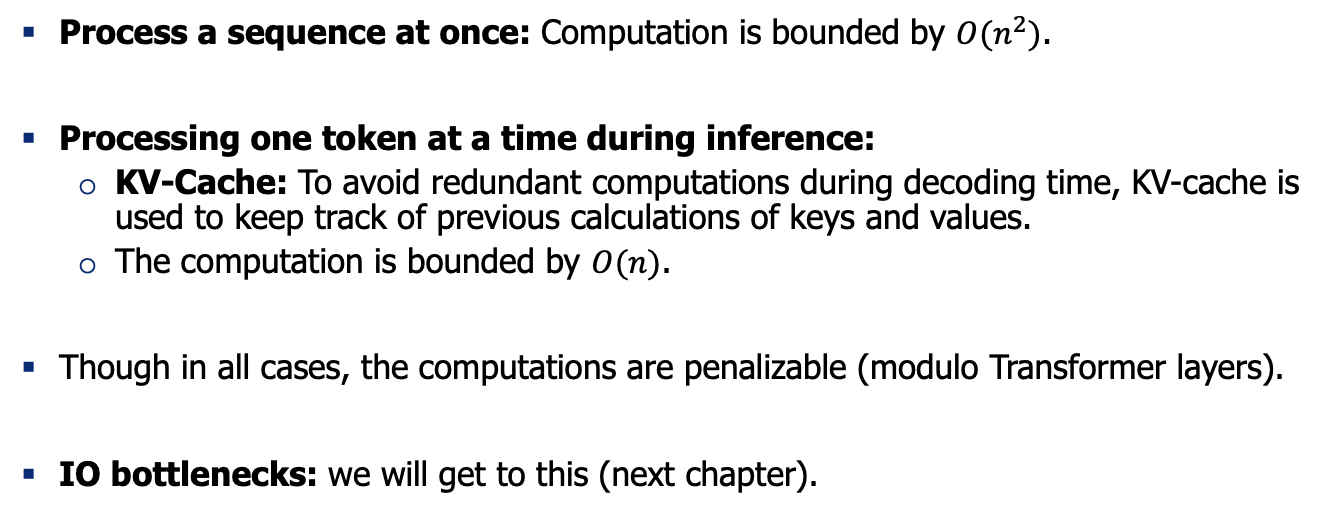 ▪ Process a sequence at once: Computation is bounded by O(n²).
▪ Processing one token at a time during inference:
o KV-Cache: To avoid redundant computations during decoding time, KV-cache is
used to keep track of previous calculations of keys and values.
o The computation is bounded by O(n).
▪ Though in all cases, the computations are penalizable (modulo Transformer layers).
▪ IO bottlenecks: we will get to this (next chapter).